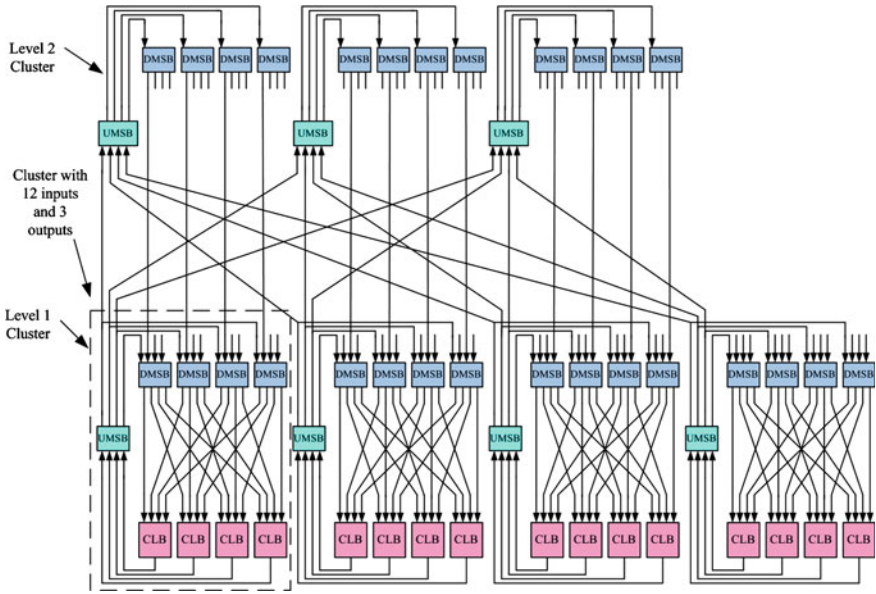 Level 2
Cluster
DMSB DMSB DMSB DMSB DMSB DMSB DMSB DMSB DMSB DMSB DMSB DMSB
UMSB UMSB UMSB
Cluster with
12 inputs
and 3
outputs
Level 1
Cluster
DMSB DMSB DMSB DMSB DMSB DMSB DMSB DMSB DMSB DMSB DMSB DMSB DMSB DMSB DMSB DMSB
UMSB UMSB UMSB UMSB
CLB CLB CLB CLB CLB CLB CLB CLB CLB CLB CLB CLB CLB CLB CLB CLB